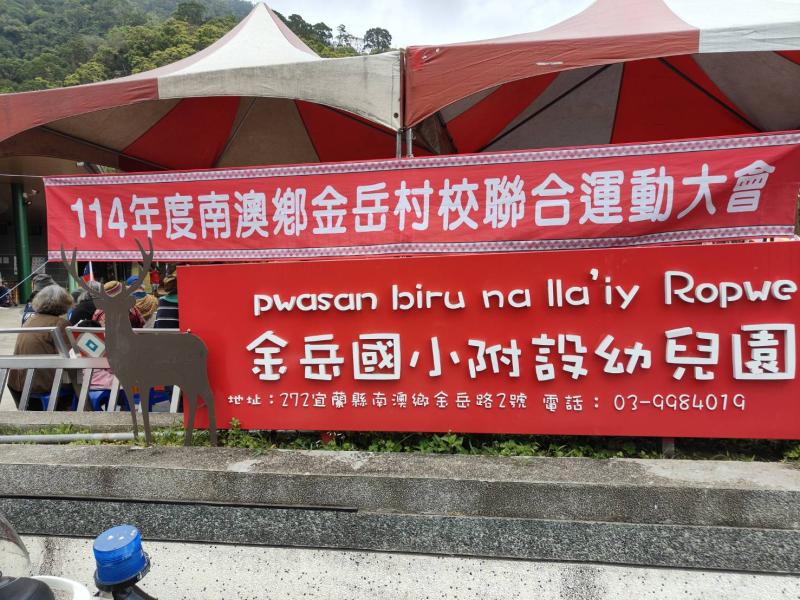 114年度南澳鄉金岳村校聯合運動大會
pwasan biru na lla'iy Ropwe
金岳國小附設幼兒園
地址：272宜蘭縣南澳鄉金岳路2號 電話： 03-9984019